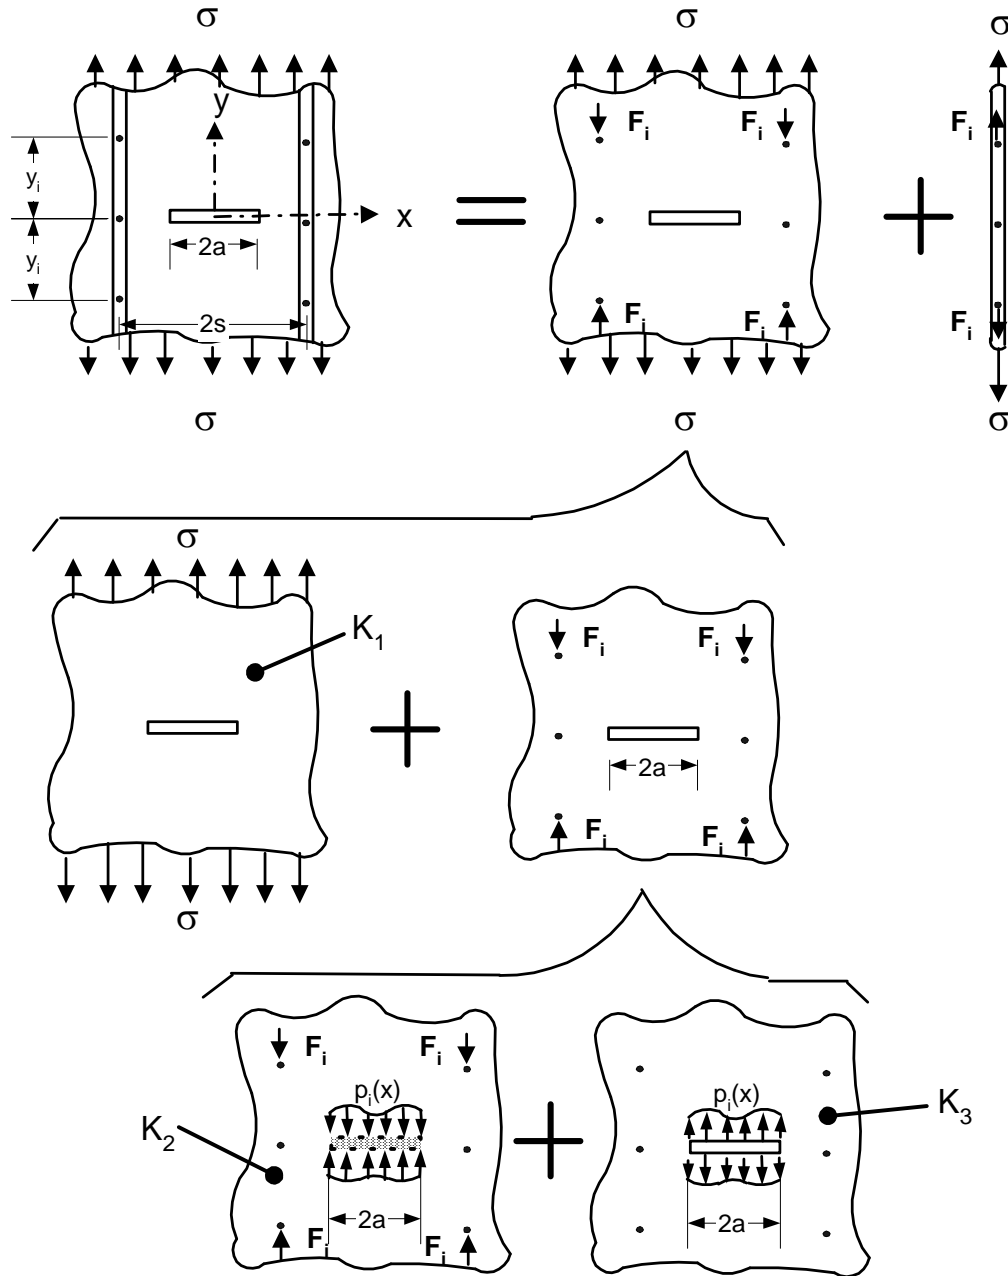 σ σ σ
y
F_i F_i F_i
y_i
x
2a
y_i
2s
F_i F_i F_i
σ σ σ
σ
K_1
F_i F_i
2a
F_i F_i
σ
F_i F_i
p_i(x) p_i(x)
K_2 K_3
2a 2a
F_i F_i